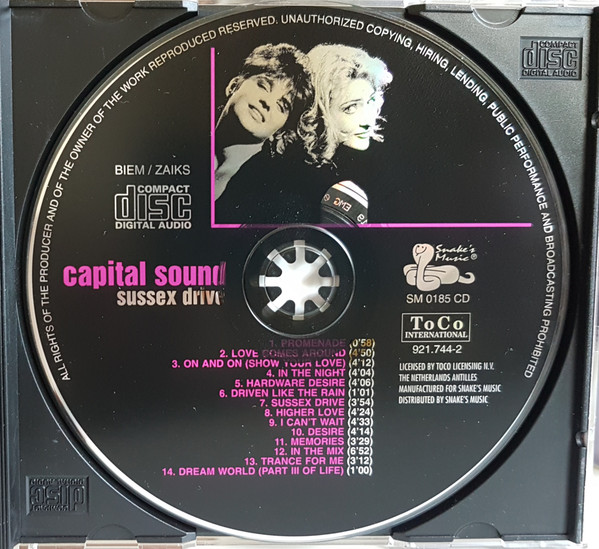 ALL RIGHTS OF THE PRODUCER AND OF THE OWNER OF THE WORK REPRODUCED RESERVED. UNAUTHORIZED COPYING, HIRING, LENDING, PUBLIC PERFORMANCE AND BROADCASTING PROHIBITED
COMPACT
disc
DIGITAL AUDIO
BIEM / ZAIKS
COMPACT
disc
DIGITAL AUDIO
EMG
capital sound
sussex drive
Snake's
Music®
SM 0185 CD
ToCo
INTERNATIONAL
921.744-2
LICENSED BY TOCO LICENSING N.V.
THE NETHERLANDS ANTILLES
MANUFACTURED FOR SNAKE'S MUSIC
DISTRIBUTED BY SNAKE'S MUSIC
1. PROMENADE (0'58)
2. LOVE COMES AROUND (4'50)
3. ON AND ON (SHOW YOUR LOVE) (4'12)
4. IN THE NIGHT (4'04)
5. HARDWARE DESIRE (4'06)
6. DRIVEN LIKE THE RAIN (1'01)
7. SUSSEX DRIVE (3'54)
8. HIGHER LOVE (4'24)
9. I CAN'T WAIT (4'33)
10. DESIRE (4'14)
11. MEMORIES (3'29)
12. IN THE MIX (6'52)
13. TRANCE FOR ME (3'12)
14. DREAM WORLD (PART III OF LIFE) (1'00)
COMPACT
disc
DIGITAL AUDIO